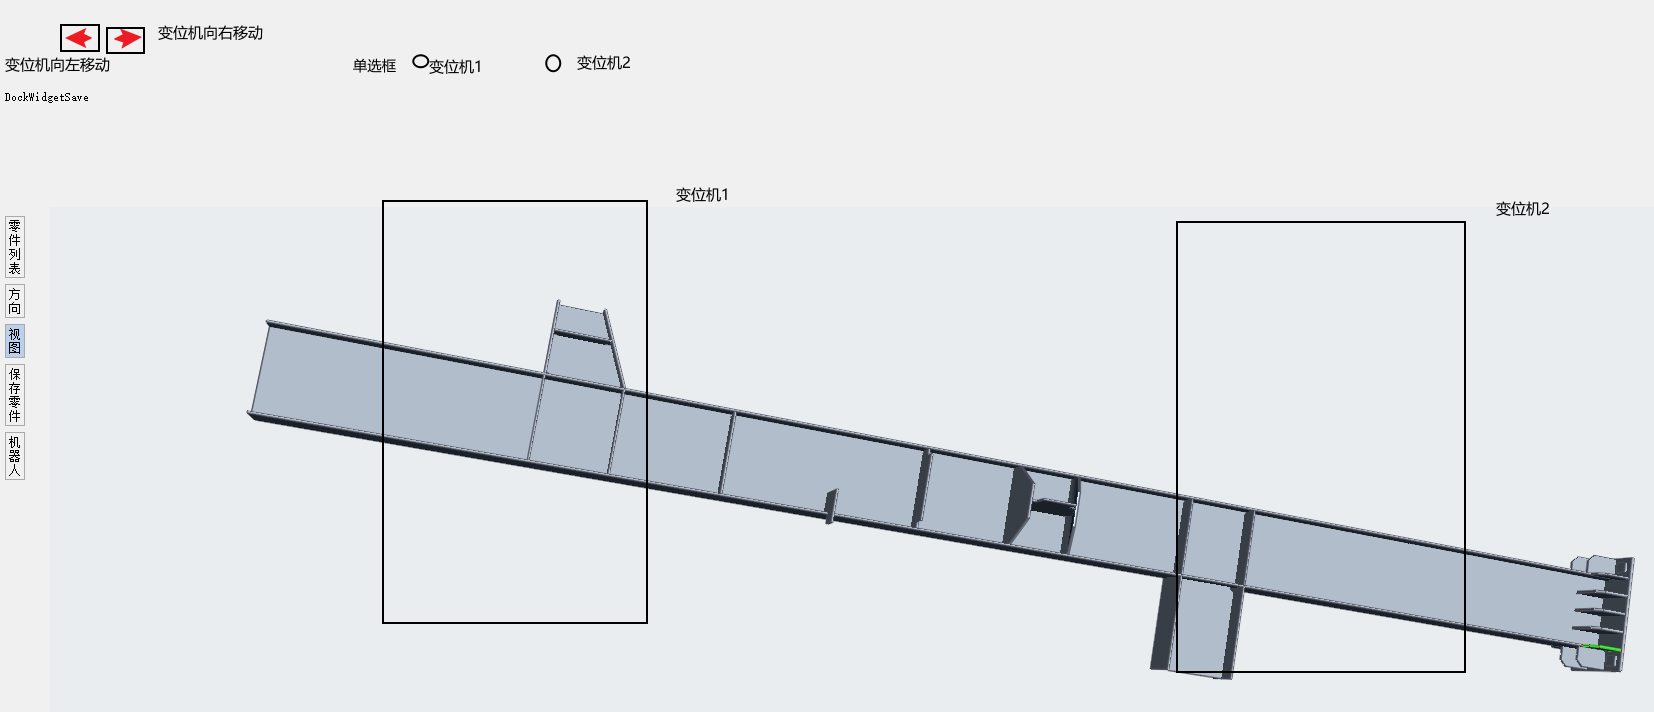 变位机向右移动
变位机向左移动
单选框 变位机1 变位机2
DockWidgetSave
变位机1
变位机2
零件列表
方向
视图
保存零件
机器人